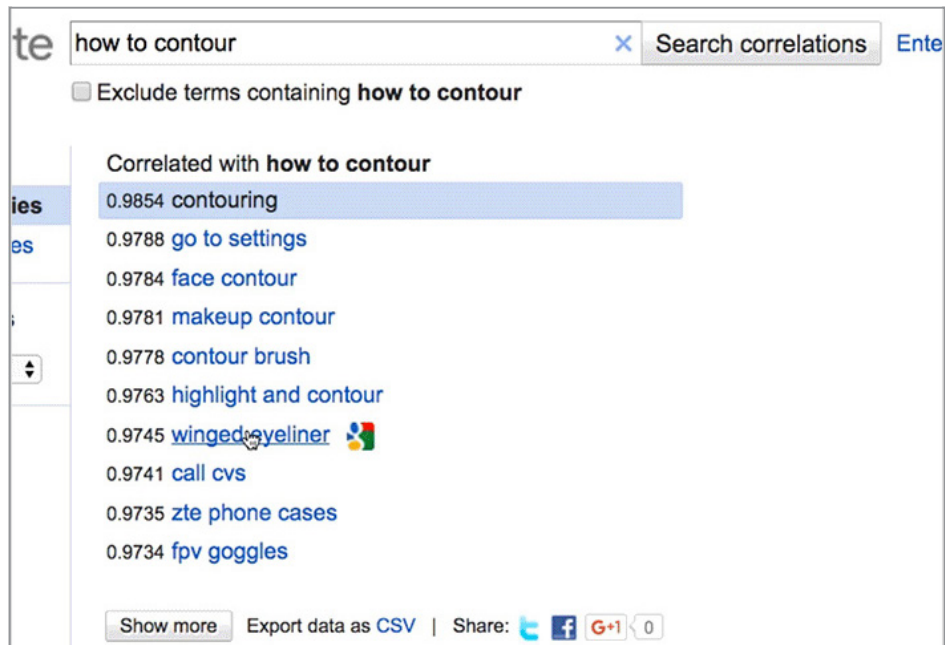 te how to contour × Search correlations Ente
Exclude terms containing how to contour
Correlated with how to contour
ies 0.9854 contouring
es 0.9788 go to settings
0.9784 face contour
0.9781 makeup contour
0.9778 contour brush
0.9763 highlight and contour
0.9745 winged eyeliner
0.9741 call cvs
0.9735 zte phone cases
0.9734 fpv goggles
Show more Export data as CSV | Share: G+1 0